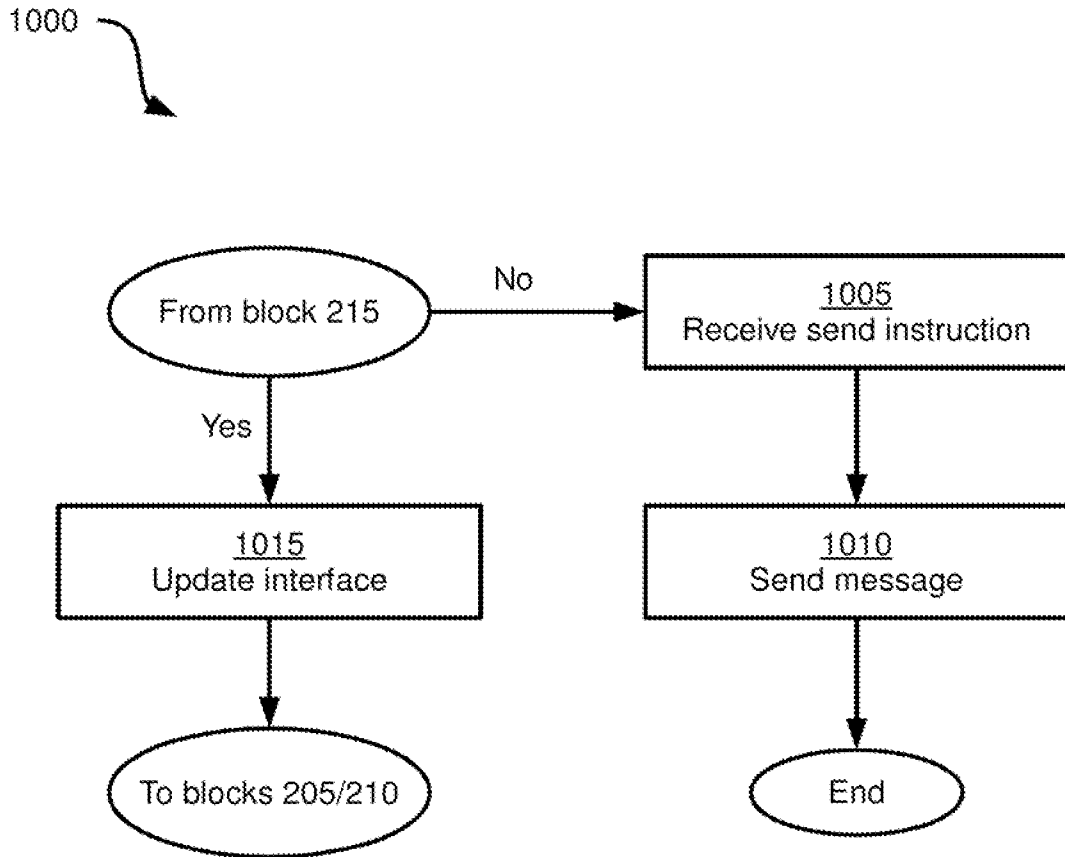 1000
From block 215
No
1005
Receive send instruction
Yes
1015
Update interface
1010
Send message
To blocks 205/210
End